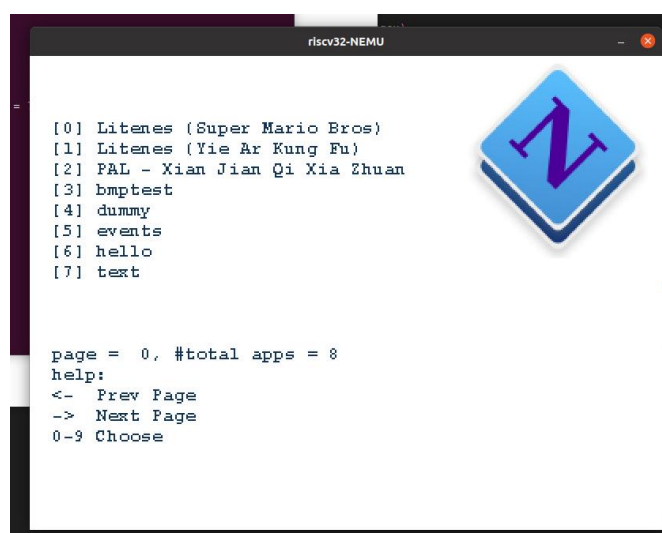 riscv32-NEMU
[0] Litenes (Super Mario Bros)
[1] Litenes (Yie Ar Kung Fu)
[2] PAL - Xian Jian Qi Xia Zhuan
[3] bmptest
[4] dummy
[5] events
[6] hello
[7] text
N
page =  0, #total apps = 8
help:
<-  Prev Page
->  Next Page
0-9 Choose